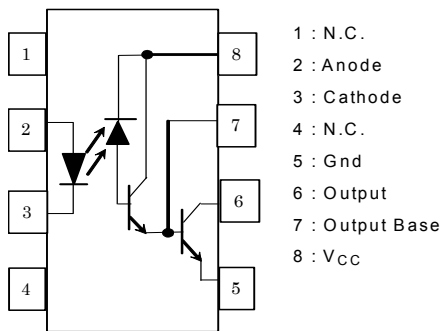 1
2
3
4
8
7
6
5
1 : N.C.
2 : Anode
3 : Cathode
4 : N.C.
5 : Gnd
6 : Output
7 : Output Base
8 : VCC